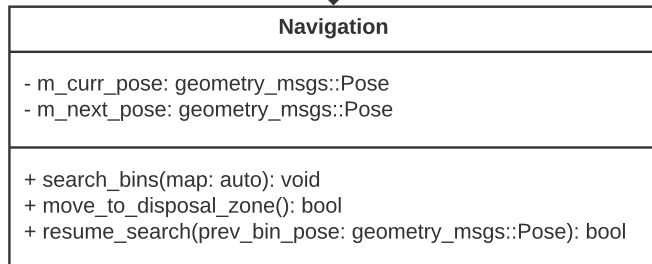 Navigation
- m_curr_pose: geometry_msgs::Pose
- m_next_pose: geometry_msgs::Pose
+ search_bins(map: auto): void
+ move_to_disposal_zone(): bool
+ resume_search(prev_bin_pose: geometry_msgs::Pose): bool